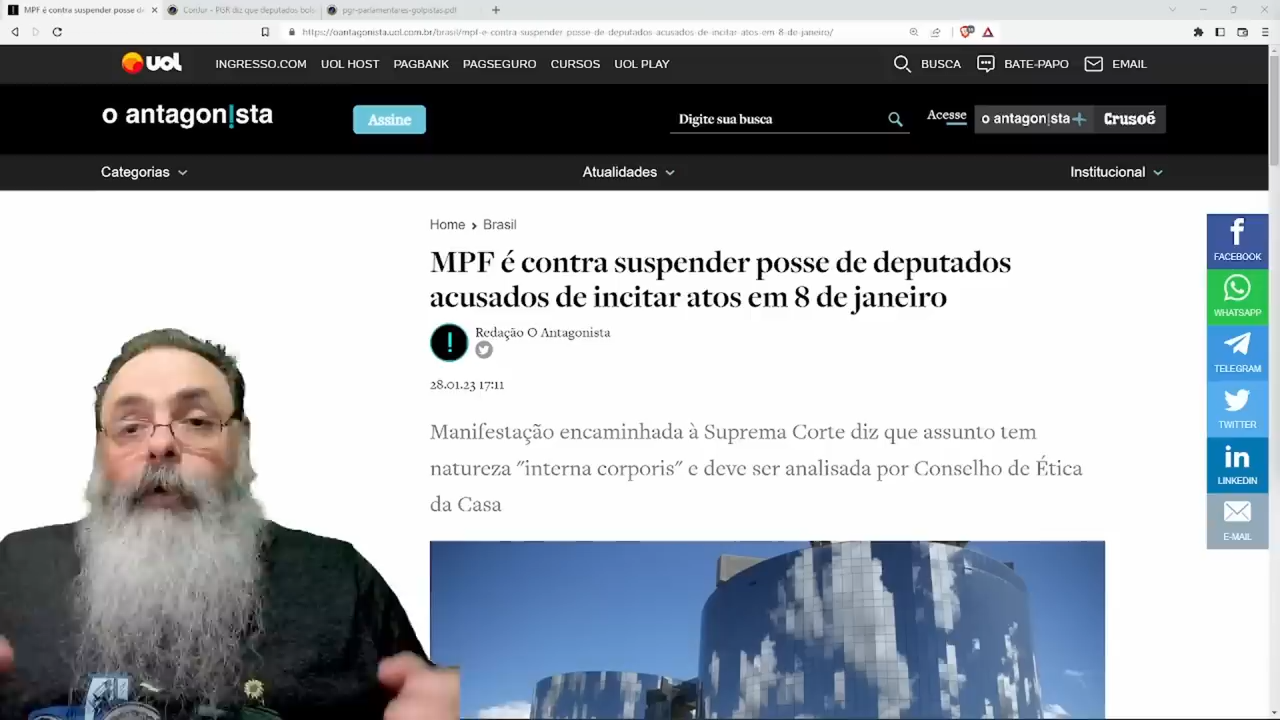 MPF é contra suspender posse de
ConJur - PGR diz que deputados bols
pgr-parlamentares-golpistas.pdf
https://oantagonista.uol.com.br/brasil/mpf-e-contra-suspender-posse-de-deputados-acusados-de-incitar-atos-em-8-de-janeiro/
uol
INGRESSO.COM UOL HOST PAGBANK PAGSEGURO CURSOS UOL PLAY
BUSCA BATE-PAPO EMAIL
o antagon!sta
Assine
Digite sua busca
Acesse
o antagon|sta+
Crusoé
Categorias
Atualidades
Institucional
Home > Brasil
MPF é contra suspender posse de deputados
acusados de incitar atos em 8 de janeiro
!
Redação O Antagonista
28.01.23 17:11
Manifestação encaminhada à Suprema Corte diz que assunto tem
natureza "interna corporis" e deve ser analisada por Conselho de Ética
da Casa
FACEBOOK
WHATSAPP
TELEGRAM
TWITTER
in
LINKEDIN
E-MAIL